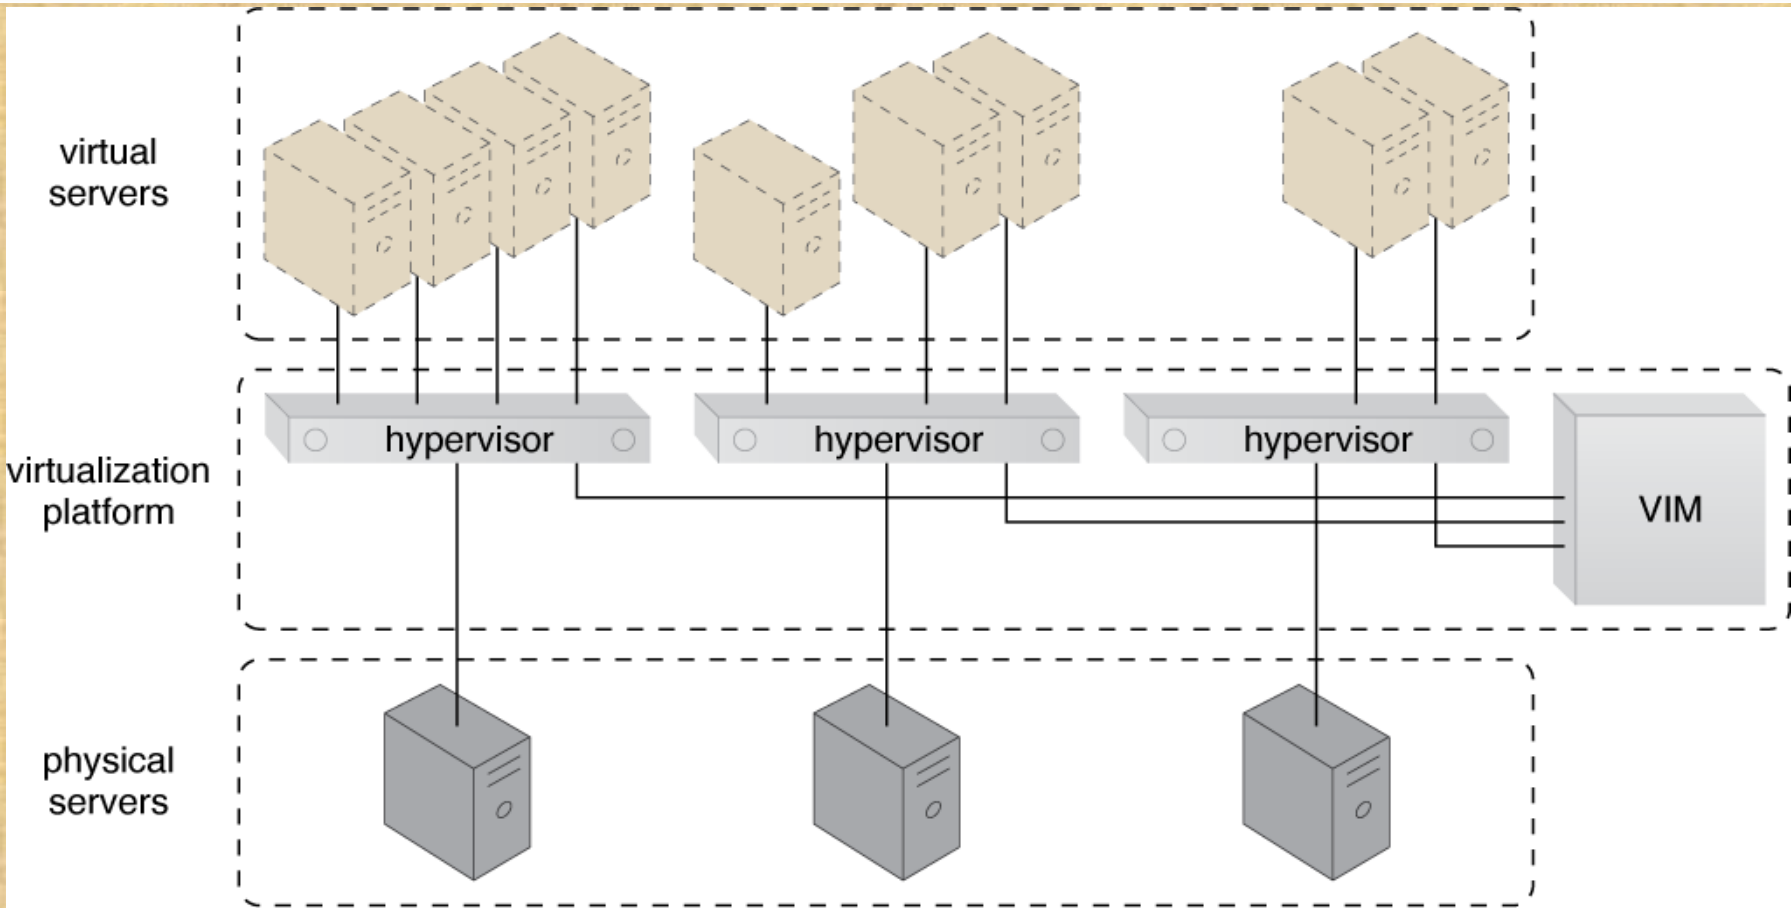 virtual
servers
hypervisor
hypervisor
hypervisor
virtualization
platform
VIM
physical
servers